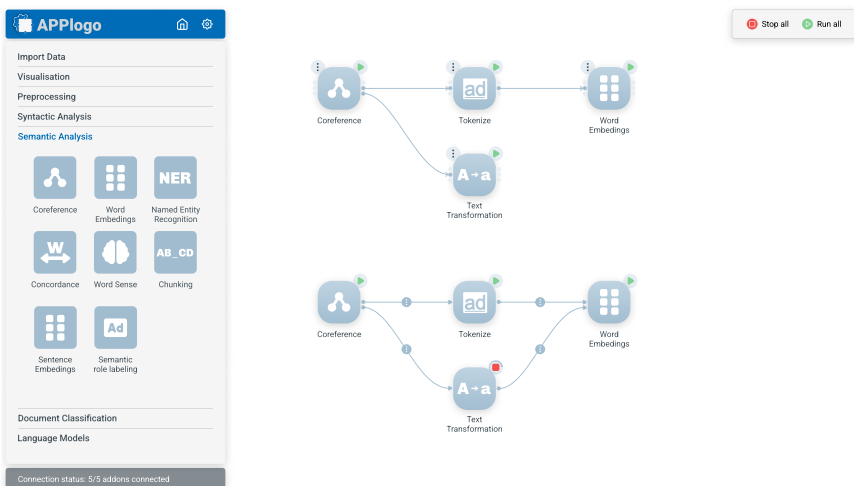 APPlogo
Stop all
Run all
Import Data
Visualisation
Preprocessing
Syntactic Analysis
Semantic Analysis
NER
Coreference
Word
Embedings
Named Entity
Recognition
W
AB_CD
Concordance
Word Sense
Chunking
Ad
Sentence
Embedings
Semantic
role labeling
Document Classification
Language Models
Connection status: 5/5 addons connected
ad
Coreference
Tokenize
Word
Embedings
A→a
Text
Transformation
ad
Coreference
Tokenize
Word
Embedings
A→a
Text
Transformation